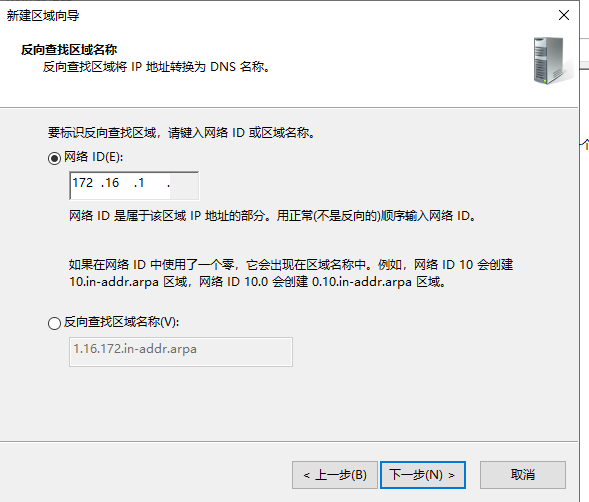 新建区域向导
反向查找区域名称
反向查找区域将 IP 地址转换为 DNS 名称。
要标识反向查找区域，请键入网络 ID 或区域名称。
网络 ID(E):
172 .16 .1 .
网络 ID 是属于该区域 IP 地址的部分。用正常(不是反向的)顺序输入网络 ID。
如果在网络 ID 中使用了一个零，它会出现在区域名称中。例如，网络 ID 10 会创建
10.in-addr.arpa 区域，网络 ID 10.0 会创建 0.10.in-addr.arpa 区域。
反向查找区域名称(V):
1.16.172.in-addr.arpa
< 上一步(B)
下一步(N) >
取消